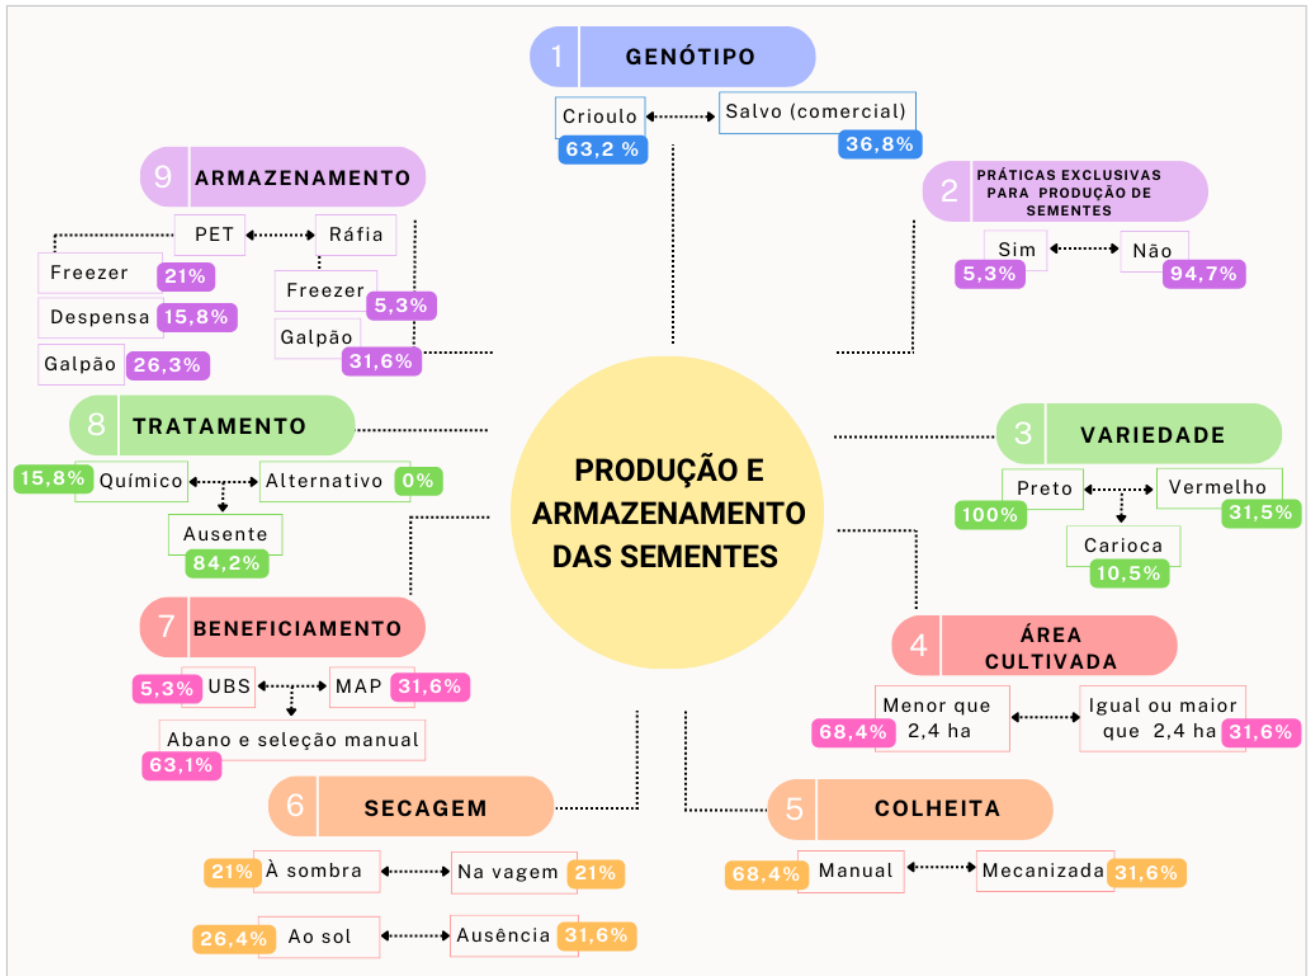 1 GENÓTIPO
Crioulo
63,2 %
Salvo (comercial)
36,8%
2 PRÁTICAS EXCLUSIVAS
PARA PRODUÇÃO DE
SEMENTES
Sim
5,3%
Não
94,7%
3 VARIEDADE
Preto
100%
Vermelho
31,5%
Carioca
10,5%
4 ÁREA
CULTIVADA
Menor que
2,4 ha
68,4%
Igual ou maior
que 2,4 ha
31,6%
5 COLHEITA
68,4% Manual
Mecanizada 31,6%
6 SECAGEM
21% À sombra
Na vagem 21%
26,4% Ao sol
Ausência 31,6%
7 BENEFICIAMENTO
5,3% UBS
MAP 31,6%
Abano e seleção manual
63,1%
8 TRATAMENTO
15,8% Químico
Alternativo 0%
Ausente
84,2%
9 ARMAZENAMENTO
PET
Freezer 21%
Despensa 15,8%
Galpão 26,3%
Ráfia
Freezer
5,3%
Galpão
31,6%
PRODUÇÃO E
ARMAZENAMENTO
DAS SEMENTES